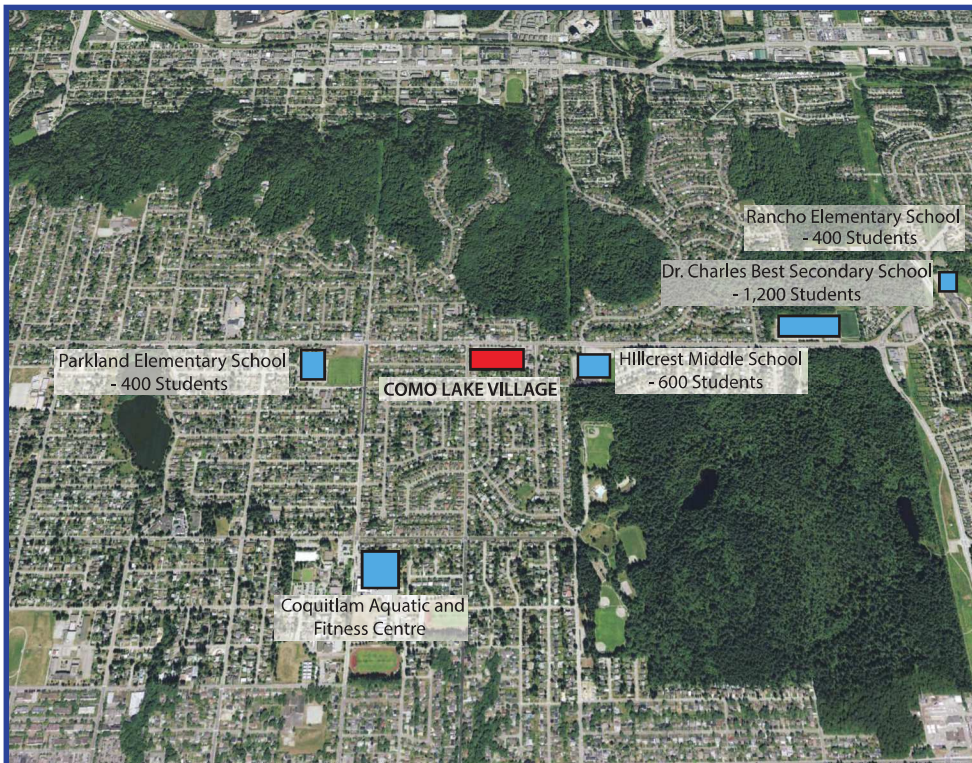 Rancho Elementary School
- 400 Students
Dr. Charles Best Secondary School
- 1,200 Students
Parkland Elementary School
- 400 Students
COMO LAKE VILLAGE
HIllcrest Middle School
- 600 Students
Coquitlam Aquatic and
Fitness Centre